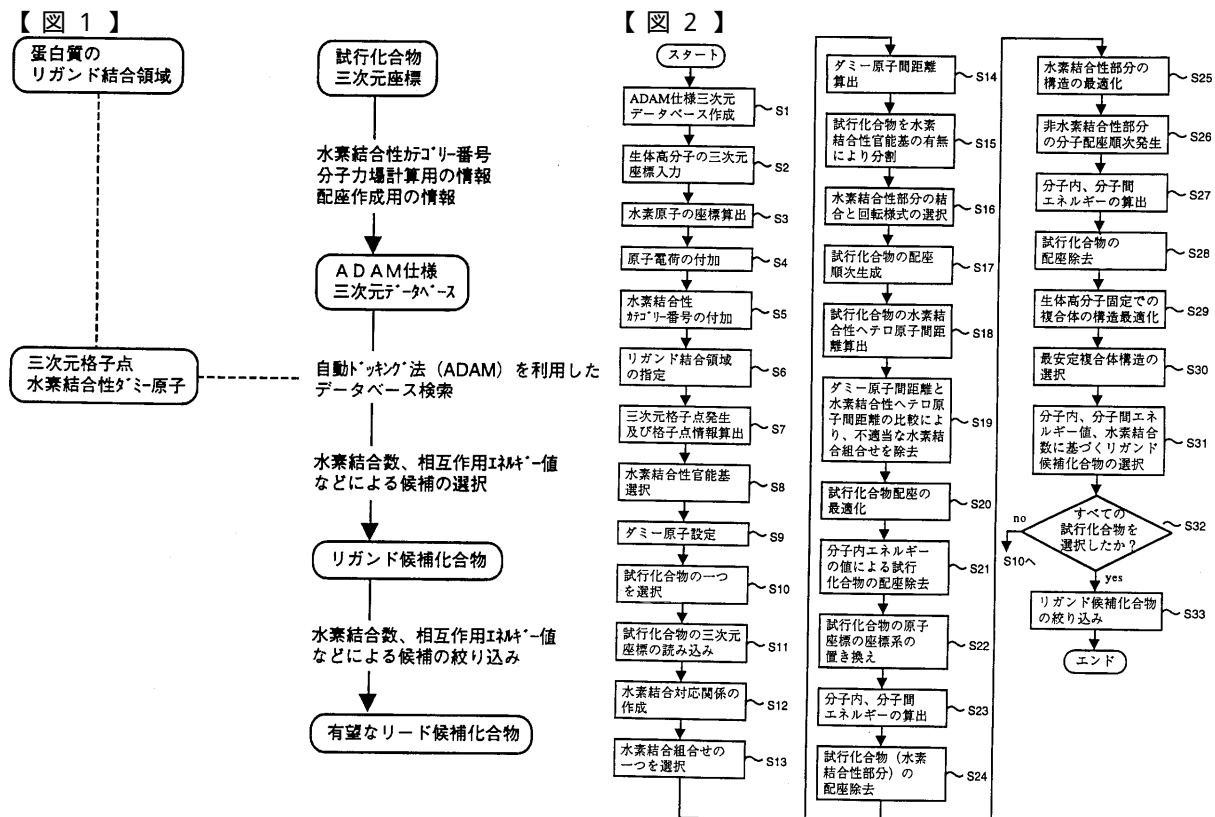 【図1】
蛋白質の
リガンド結合領域
試行化合物
三次元座標
水素結合性ｶﾃｺﾞﾘｰ番号
分子力場計算用の情報
配座作成用の情報
ＡＤＡＭ仕様
三次元ﾃﾞｰﾀﾍﾞｰｽ
三次元格子点
水素結合性ﾀﾞﾐｰ原子
自動ﾄﾞｯｷﾝｸﾞ法（ADAM）を利用した
データベース検索
水素結合数、相互作用ｴﾈﾙｷﾞｰ値
などによる候補の選択
リガンド候補化合物
水素結合数、相互作用ｴﾈﾙｷﾞｰ値
などによる候補の絞り込み
有望なリード候補化合物
【図2】
スタート
ADAM仕様三次元
データベース作成
S1
生体高分子の三次元
座標入力
S2
水素原子の座標算出
S3
原子電荷の付加
S4
水素結合性
ｶﾃｺﾞﾘｰ番号の付加
S5
リガンド結合領域
の指定
S6
三次元格子点発生
及び格子点情報算出
S7
水素結合性官能基
選択
S8
ダミー原子設定
S9
試行化合物の一つ
を選択
S10
試行化合物の三次元
座標の読み込み
S11
水素結合対応関係の
作成
S12
水素結合組合せの
一つを選択
S13
ダミー原子間距離
算出
S14
試行化合物を水素
結合性官能基の有無
により分割
S15
水素結合性部分の結
合と回転様式の選択
S16
試行化合物の配座
順次生成
S17
試行化合物の水素結
合性ヘテロ原子間距
離算出
S18
ダミー原子間距離と
水素結合性ヘテロ原
子間距離の比較によ
り、不適当な水素結
合組合せを除去
S19
試行化合物配座の
最適化
S20
分子内エネルギー
の値による試行
化合物の配座除去
S21
試行化合物の原子
座標の座標系の
置き換え
S22
分子内、分子間
エネルギーの算出
S23
試行化合物（水素
結合性部分）の
配座除去
S24
水素結合性部分の
構造の最適化
S25
非水素結合性部分
の分子配座順次発生
S26
分子内、分子間
エネルギーの算出
S27
試行化合物の
配座除去
S28
生体高分子固定での
複合体の構造最適化
S29
最安定複合体構造の
選択
S30
分子内、分子間エネ
ルギー値、水素結合
数に基づくリガンド
候補化合物の選択
S31
すべての
試行化合物を
選択したか？
S32
no
S10へ
yes
リガンド候補化合物
の絞り込み
S33
エンド